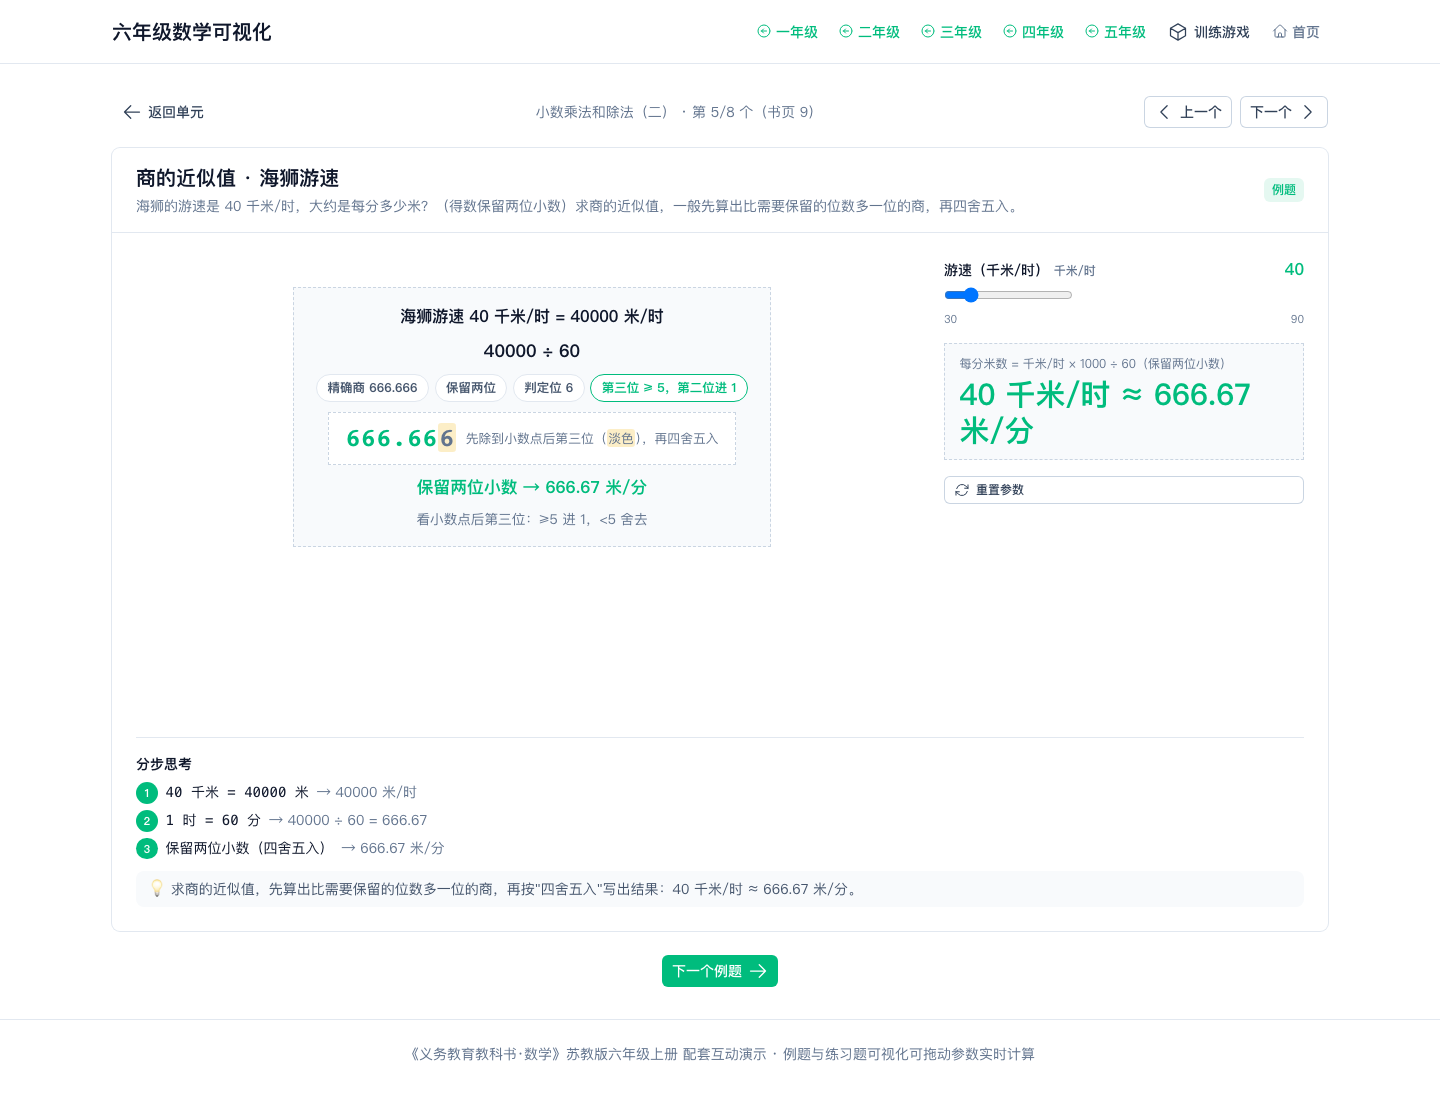 六年级数学可视化
一年级 二年级 三年级 四年级 五年级 训练游戏 首页
返回单元
小数乘法和除法（二） · 第 5/8 个（书页 9）
上一个 下一个
商的近似值 · 海狮游速
海狮的游速是 40 千米/时，大约是每分多少米？（得数保留两位小数）求商的近似值，一般先算出比需要保留的位数多一位的商，再四舍五入。
例题
海狮游速 40 千米/时 = 40000 米/时
40000 ÷ 60
精确商 666.666 保留两位 判定位 6 第三位 ≥ 5，第二位进 1
666.666 先除到小数点后第三位（淡色），再四舍五入
保留两位小数 → 666.67 米/分
看小数点后第三位：≥5 进 1，<5 舍去
游速（千米/时） 千米/时 40
30 90
每分米数 = 千米/时 × 1000 ÷ 60（保留两位小数）
40 千米/时 ≈ 666.67
米/分
重置参数
分步思考
1 40 千米 = 40000 米 → 40000 米/时
2 1 时 = 60 分 → 40000 ÷ 60 = 666.67
3 保留两位小数（四舍五入） → 666.67 米/分
求商的近似值，先算出比需要保留的位数多一位的商，再按"四舍五入"写出结果：40 千米/时 ≈ 666.67 米/分。
下一个例题
《义务教育教科书·数学》苏教版六年级上册 配套互动演示 · 例题与练习题可视化可拖动参数实时计算